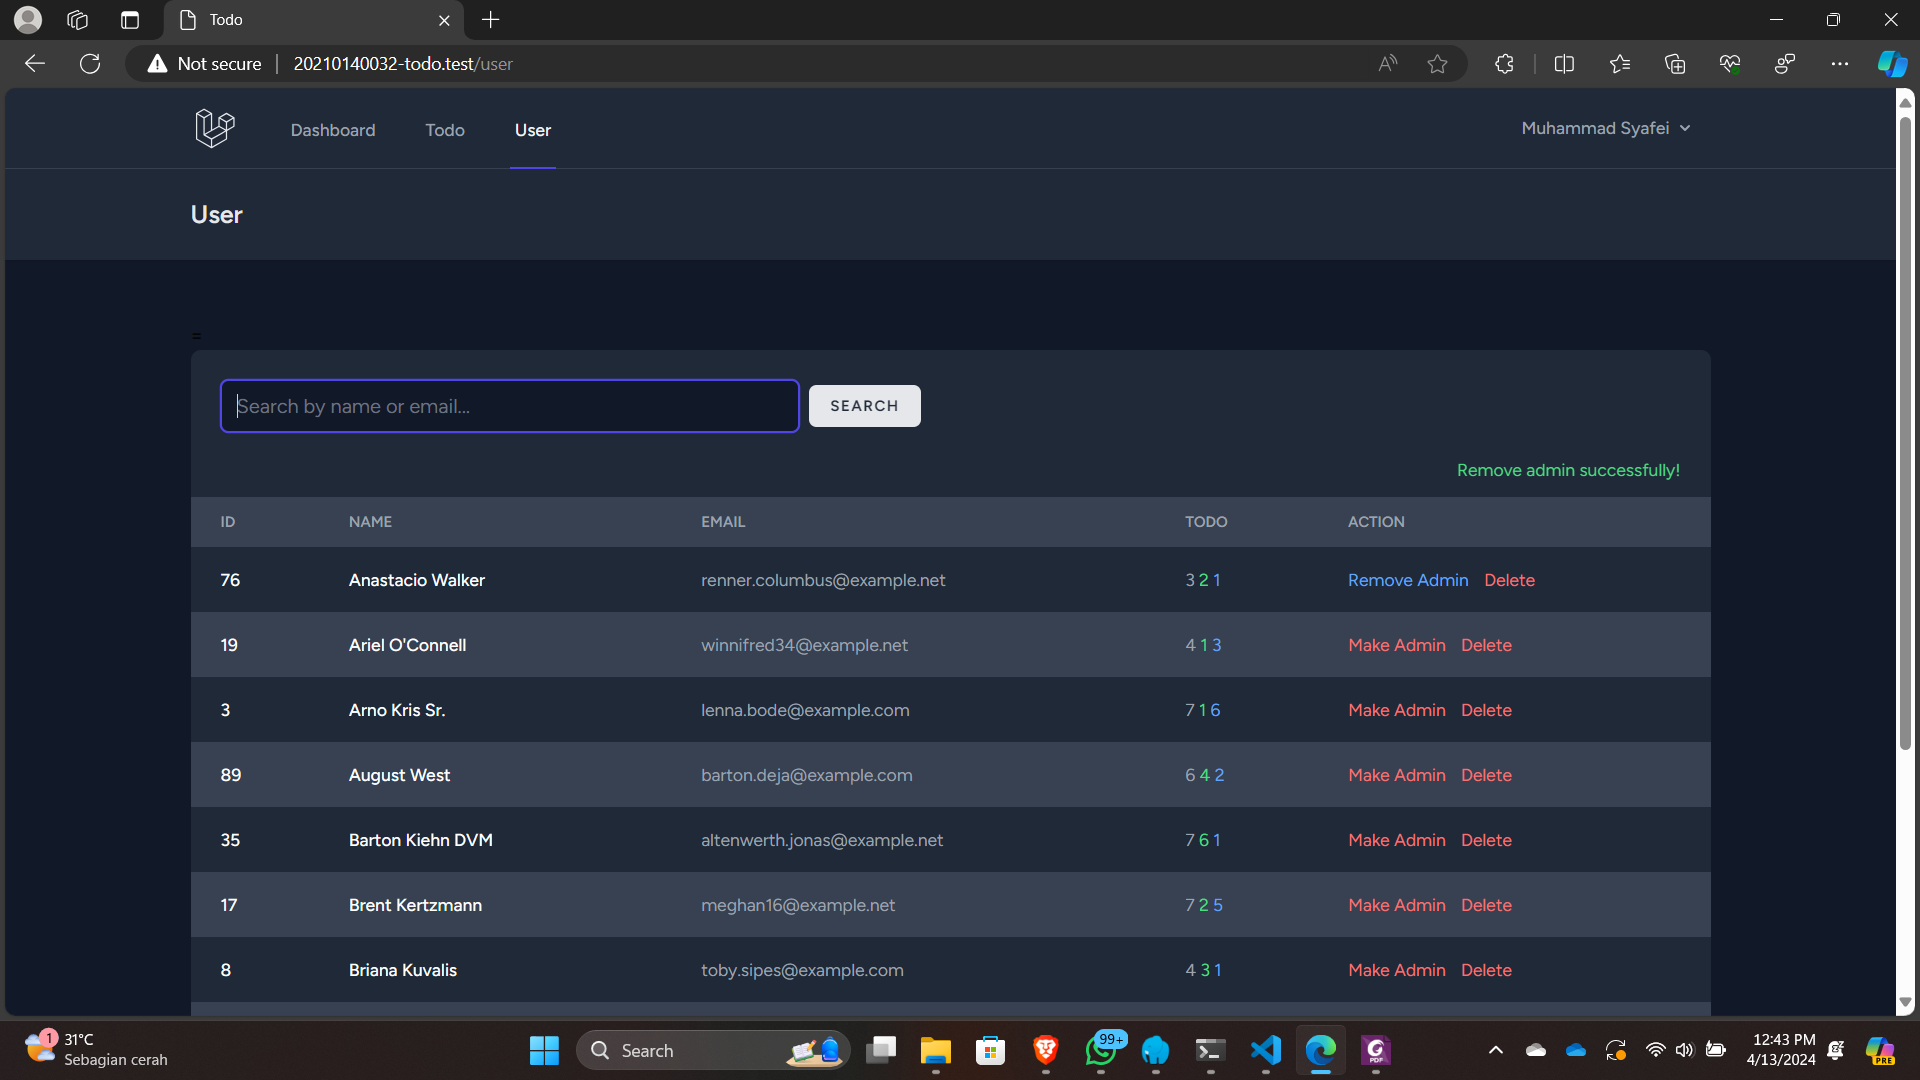 Todo
Not secure 20210140032-todo.test/user
Dashboard Todo User Muhammad Syafei
User
=
Search by name or email... SEARCH
Remove admin successfully!
ID NAME EMAIL TODO ACTION
76 Anastacio Walker renner.columbus@example.net 3 2 1 Remove Admin Delete
19 Ariel O'Connell winnifred34@example.net 4 1 3 Make Admin Delete
3 Arno Kris Sr. lenna.bode@example.com 7 1 6 Make Admin Delete
89 August West barton.deja@example.com 6 4 2 Make Admin Delete
35 Barton Kiehn DVM altenwerth.jonas@example.net 7 6 1 Make Admin Delete
17 Brent Kertzmann meghan16@example.net 7 2 5 Make Admin Delete
8 Briana Kuvalis toby.sipes@example.com 4 3 1 Make Admin Delete
1 31°C
Sebagian cerah
Search
99+
PDF
12:43 PM
4/13/2024
PRE